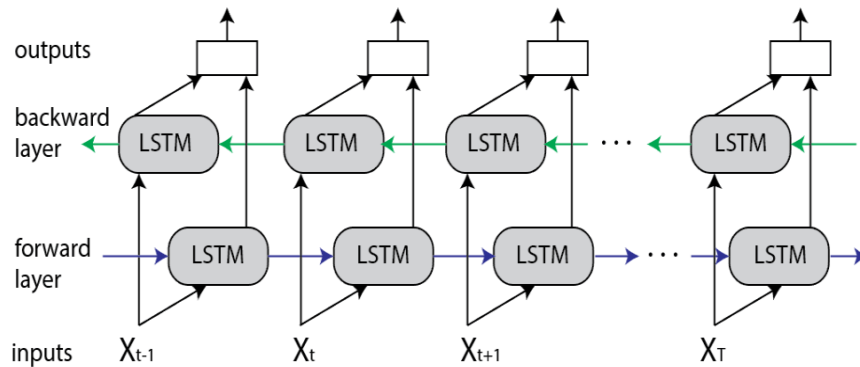 outputs
backward
layer
LSTM LSTM LSTM ... LSTM
forward
layer
LSTM LSTM LSTM ... LSTM
inputs Xt-1 Xt Xt+1 XT